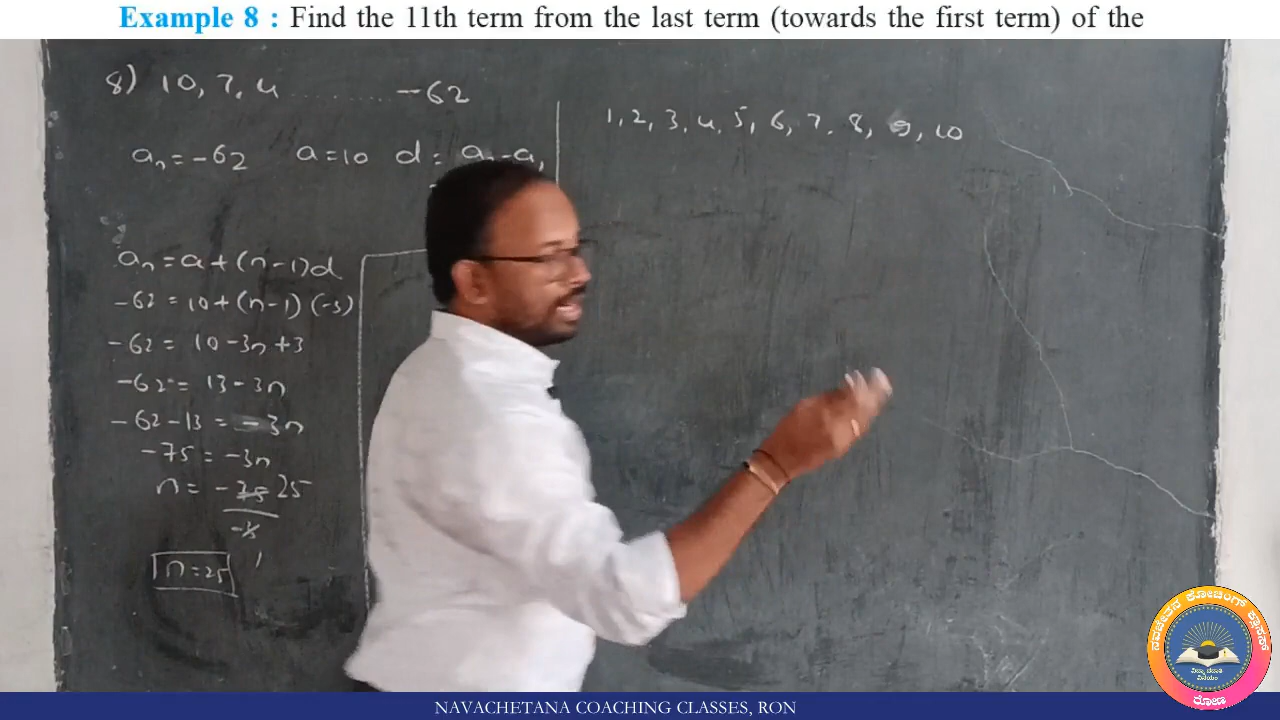 Example 8 : Find the 11th term from the last term (towards the first term) of the
8) 10, 7, 4 .......... -62
1, 2, 3, 4, 5, 6, 7, 8, 9, 10
aₙ = -62 a = 10 d =
aₙ = a + (n-1)d
-62 = 10 + (n-1) (-3)
-62 = 10 - 3n + 3
-62 = 13 - 3n
-62 - 13 = -3n
-75 = -3n
n = - 25
n = 25
ನವಚೇತನ ಕೋಚಿಂಗ್ ಕ್ಲಾಸಸ್
ರೋಣ
NAVACHETANA COACHING CLASSES, RON